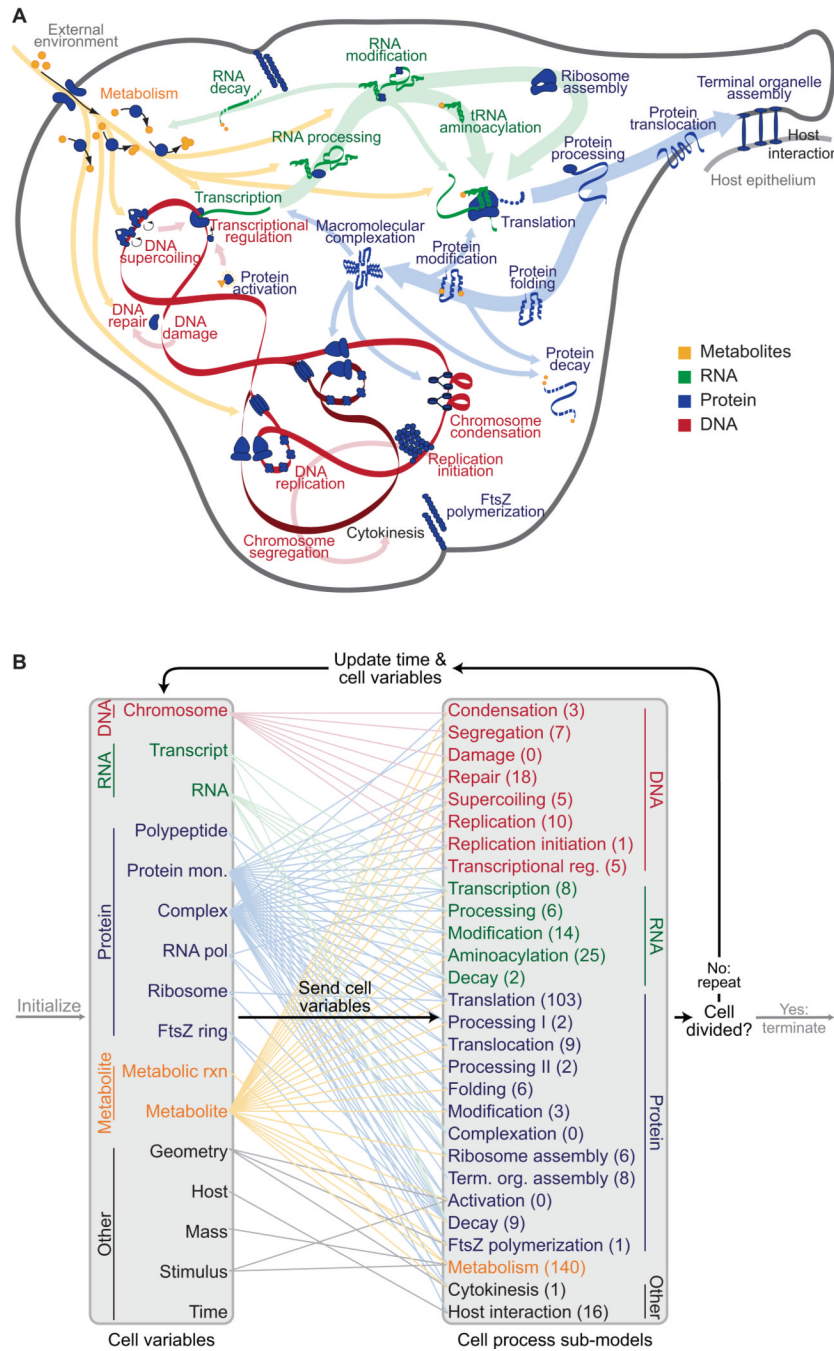 A
External
environment
Metabolism
RNA
decay
RNA
modification
Ribosome
assembly
Terminal organelle
assembly
tRNA
aminoacylation
Protein
translocation
Host
interaction
Host epithelium
RNA processing
Protein
processing
Transcription
Transcriptional
regulation
Translation
DNA
supercoiling
Macromolecular
complexation
Protein
modification
Protein
activation
Protein
folding
DNA
repair
DNA
damage
Protein
decay
Metabolites
RNA
Protein
DNA
Chromosome
condensation
Replication
initiation
DNA
replication
FtsZ
polymerization
Chromosome
segregation
Cytokinesis
B
Update time &
cell variables
DNA
Chromosome
RNA
Transcript
RNA
Protein
Polypeptide
Protein mon.
Complex
RNA pol
Ribosome
FtsZ ring
Metabolite
Metabolic rxn
Metabolite
Other
Geometry
Host
Mass
Stimulus
Time
Cell variables
Initialize
Send cell
variables
Condensation (3)
Segregation (7)
Damage (0)
Repair (18)
Supercoiling (5)
Replication (10)
Replication initiation (1)
Transcriptional reg. (5)
DNA
Transcription (8)
Processing (6)
Modification (14)
Aminoacylation (25)
Decay (2)
RNA
Translation (103)
Processing I (2)
Translocation (9)
Processing II (2)
Folding (6)
Modification (3)
Complexation (0)
Ribosome assembly (6)
Term. org. assembly (8)
Activation (0)
Decay (9)
FtsZ polymerization (1)
Protein
Metabolism (140)
Cytokinesis (1)
Host interaction (16)
Other
Cell process sub-models
No:
repeat
Cell
divided?
Yes:
terminate